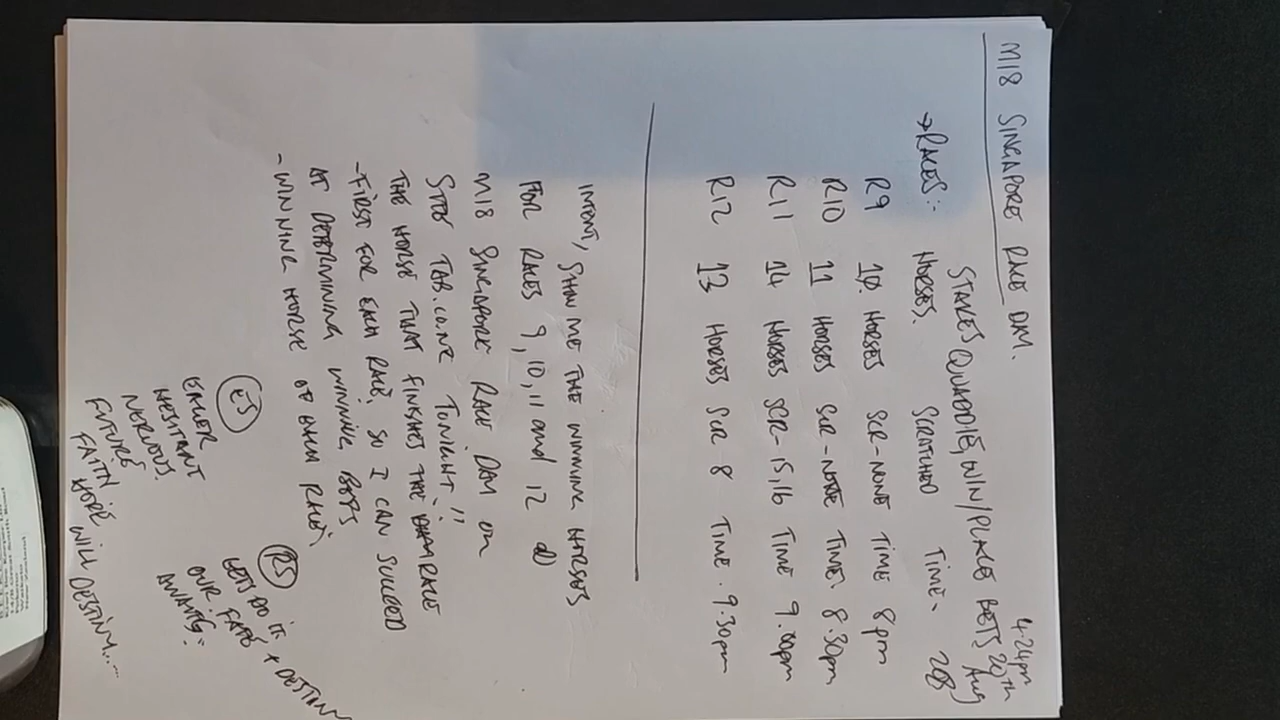 M18 SINGAPORE RACE DAY.
4.24pm
STAKES QUADDIE, WIN/PLACE BETS 20th Aug
→RACES:- HORSES. SCRATCHED TIME-
R9 10. HORSES SCR-NONE TIME 8pm
R10 11 HORSES SCR-NONE TIME 8.30pm
R11 14 HORSES SCR-15,16 TIME 9.00pm
R12 13 HORSES SCR 8 TIME. 9.30pm
INTENT, SHOW ME THE WINNING HORSES
FOR RACES 9,10,11 and 12 @
M18 SINGAPORE RACE DAY on
SITE TAB.CO.NZ TONIGHT!!
THE HORSE THAT FINISHES THE RACE
-FIRST FOR EACH RACE, SO I CAN SUCCEED
AT DETERMINING WINNING BETS
-WINNING HORSE OF EACH RACE,
ES
EAGER
HESITANT
NERVOUS.
FUTURE
FAITH HOPE WILL DESTINY....
RS
LETS DO IT
OUR FATE + DESTINY
AWAITS-